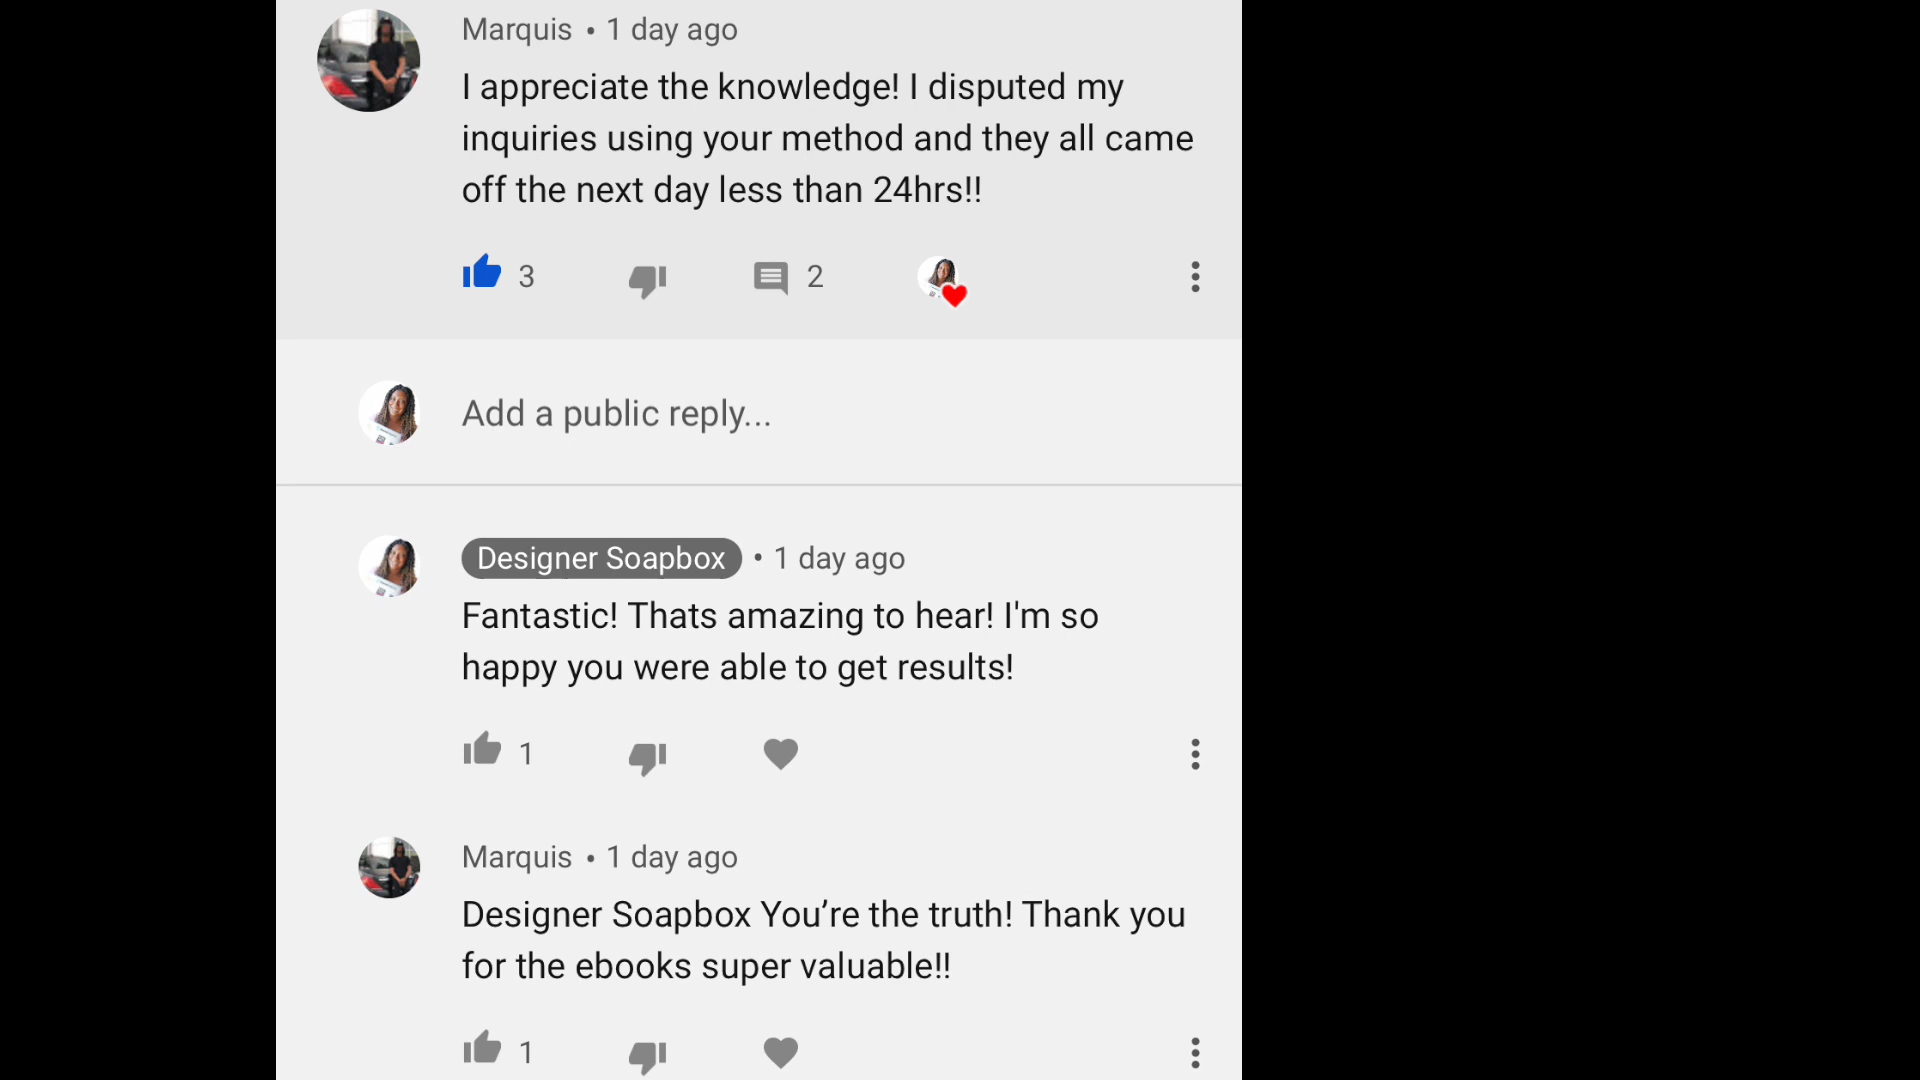 Marquis • 1 day ago
I appreciate the knowledge! I disputed my
inquiries using your method and they all came
off the next day less than 24hrs!!
3 2
Add a public reply...
Designer Soapbox • 1 day ago
Fantastic! Thats amazing to hear! I'm so
happy you were able to get results!
1
Marquis • 1 day ago
Designer Soapbox You’re the truth! Thank you
for the ebooks super valuable!!
1